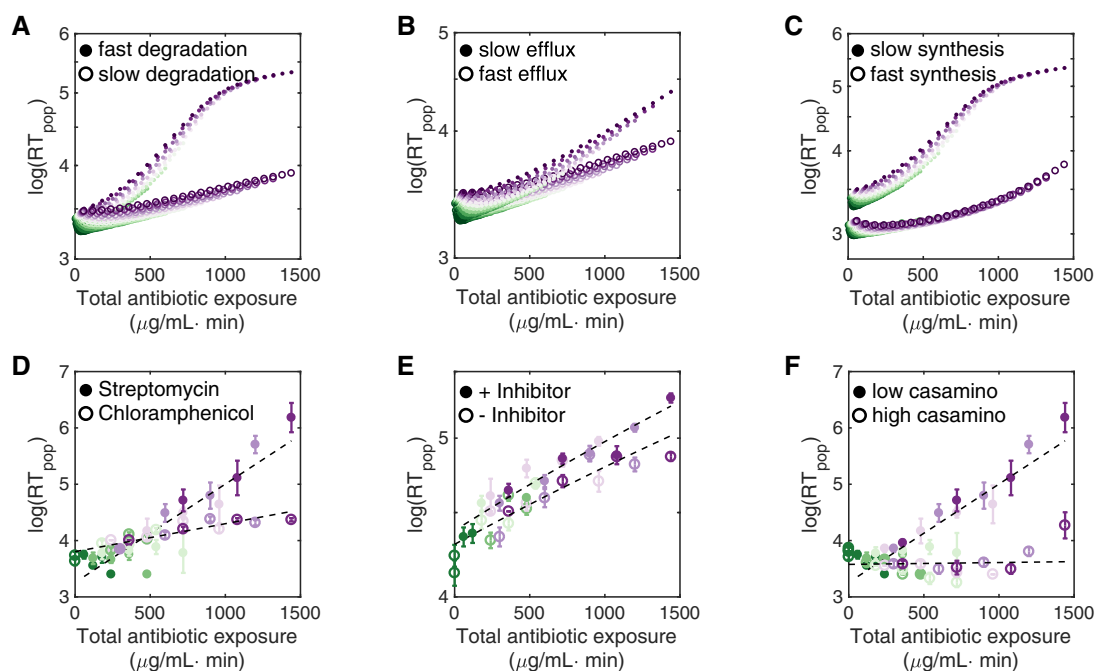 A
6
5
4
3
log(RT_pop)
fast degradation
slow degradation
0 500 1000 1500
Total antibiotic exposure
(μg/mL· min)
B
5
4
3
log(RT_pop)
slow efflux
fast efflux
0 500 1000 1500
Total antibiotic exposure
(μg/mL· min)
C
6
5
4
3
log(RT_pop)
slow synthesis
fast synthesis
0 500 1000 1500
Total antibiotic exposure
(μg/mL· min)
D
7
6
5
4
3
log(RT_pop)
Streptomycin
Chloramphenicol
0 500 1000 1500
Total antibiotic exposure
(μg/mL· min)
E
5
4
log(RT_pop)
+ Inhibitor
- Inhibitor
0 500 1000 1500
Total antibiotic exposure
(μg/mL· min)
F
7
6
5
4
3
log(RT_pop)
low casamino
high casamino
0 500 1000 1500
Total antibiotic exposure
(μg/mL· min)